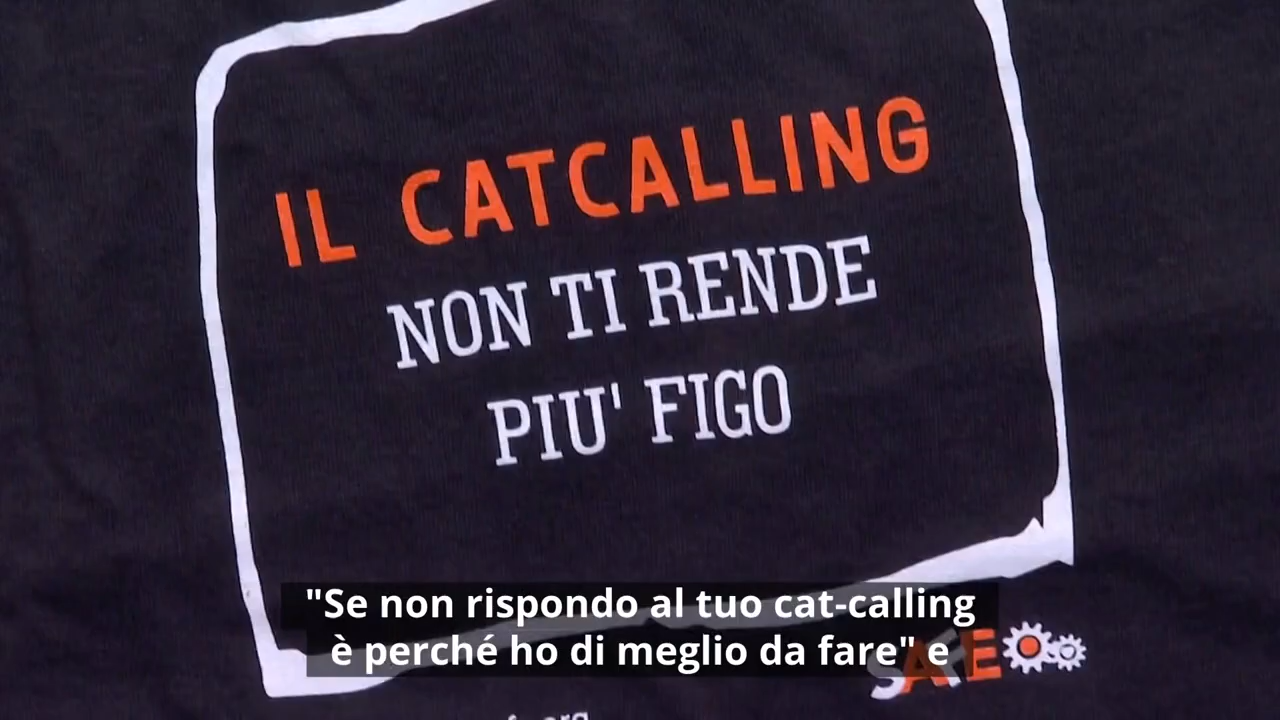 IL CATCALLING
NON TI RENDE
PIU' FIGO
"Se non rispondo al tuo cat-calling
è perché ho di meglio da fare" e
SAFE